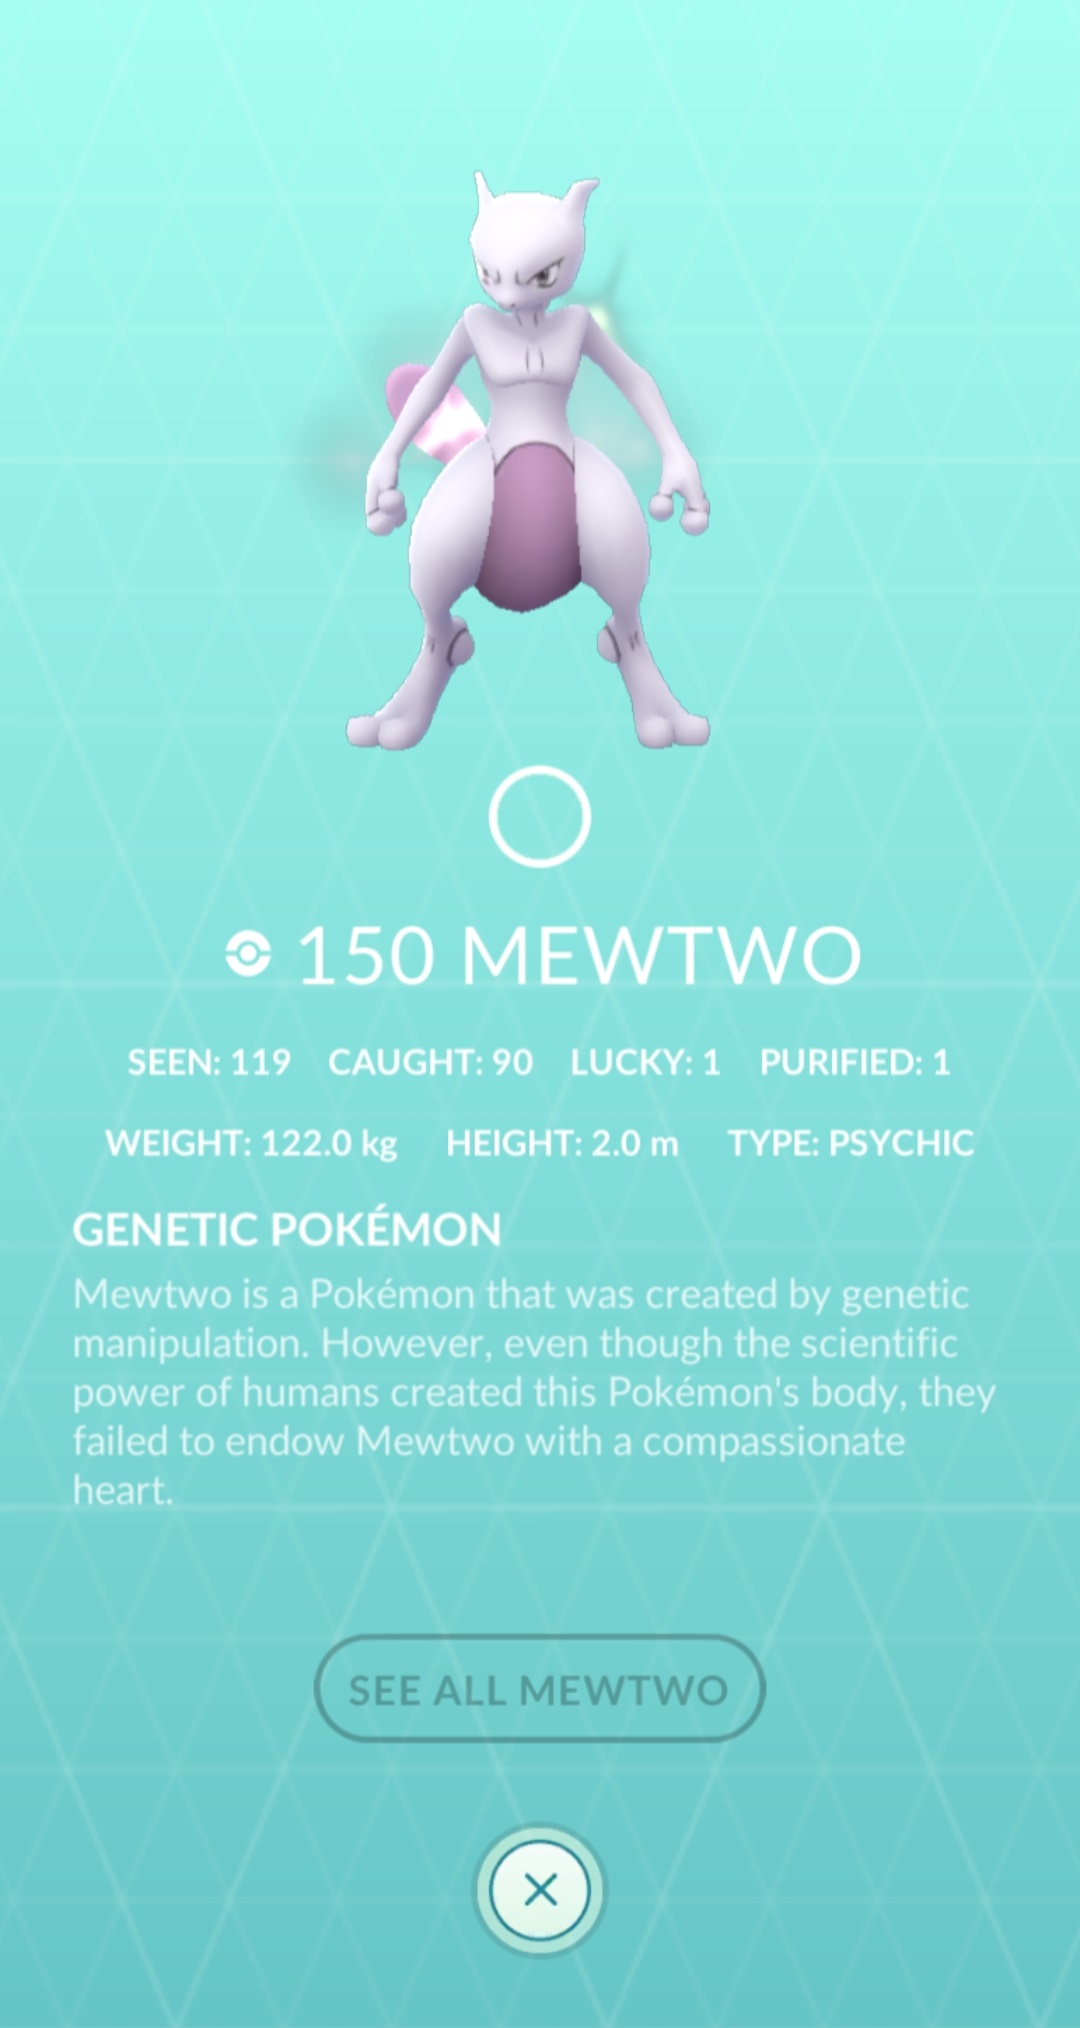 150 MEWTWO
SEEN: 119 CAUGHT: 90 LUCKY: 1 PURIFIED: 1
WEIGHT: 122.0 kg HEIGHT: 2.0 m TYPE: PSYCHIC
GENETIC POKÉMON
Mewtwo is a Pokémon that was created by genetic
manipulation. However, even though the scientific
power of humans created this Pokémon's body, they
failed to endow Mewtwo with a compassionate
heart.
SEE ALL MEWTWO